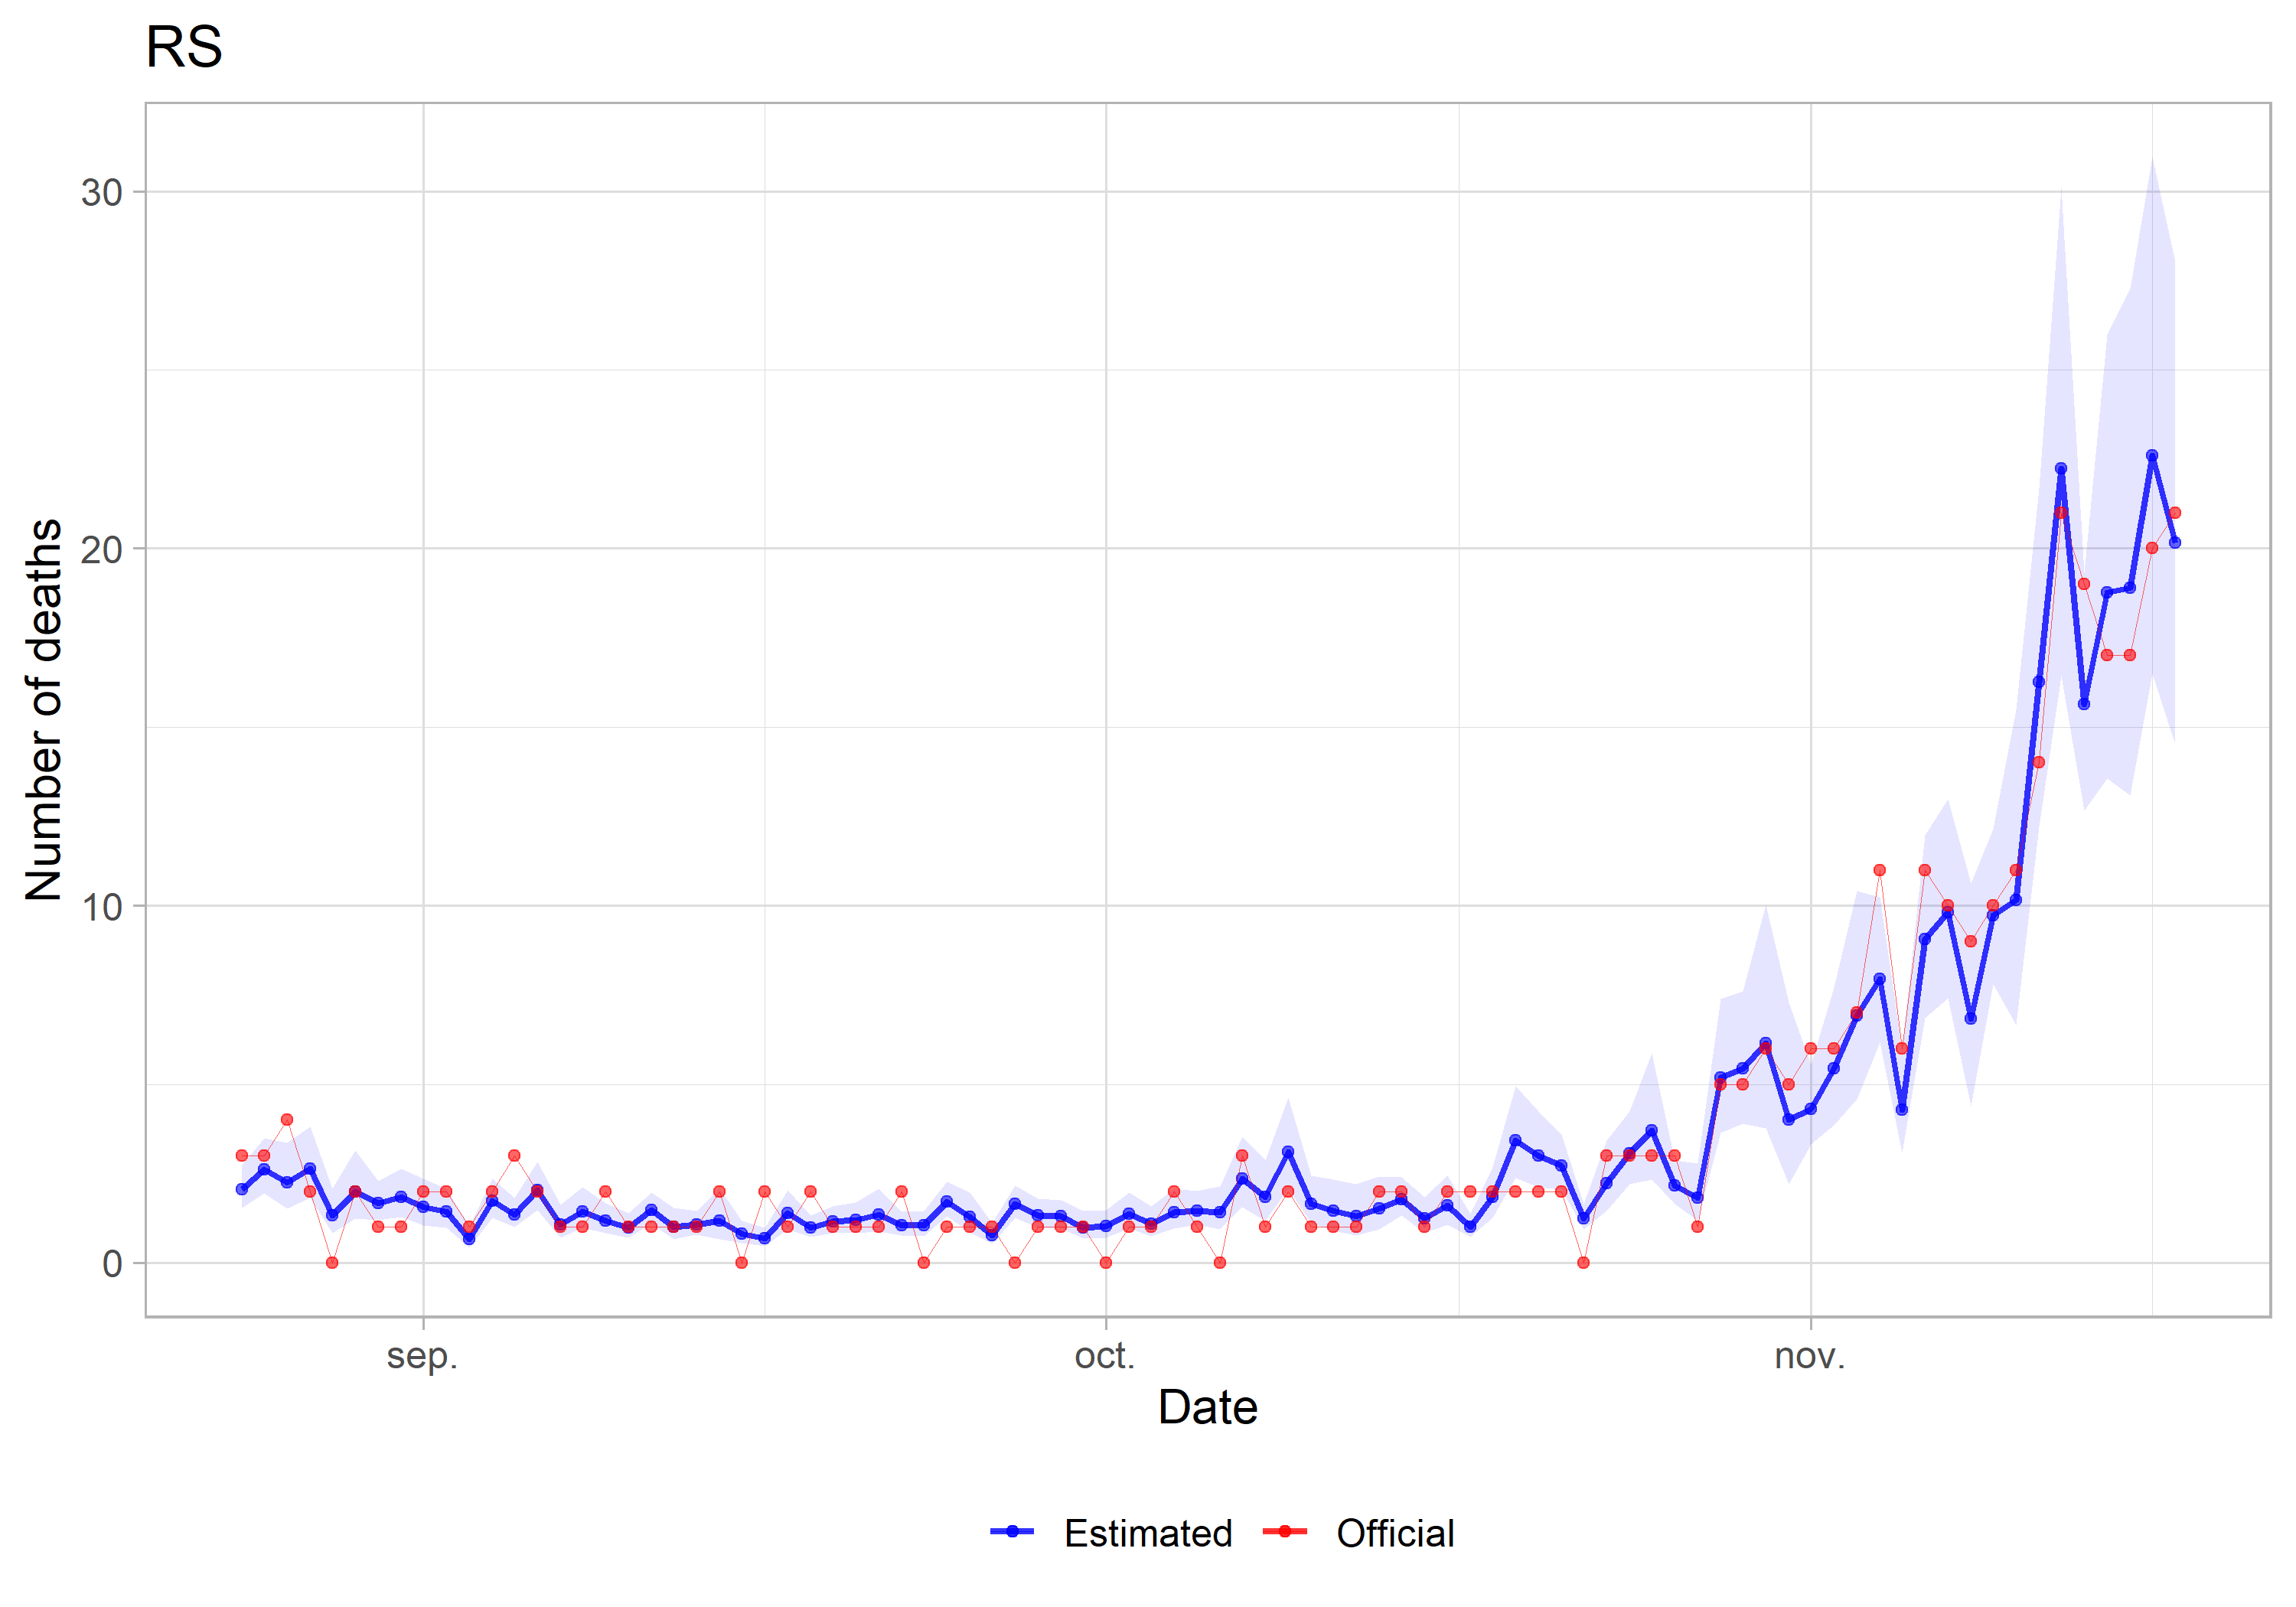 RS
Number of deaths
30
20
10
0
sep.
oct.
nov.
Date
Estimated
Official